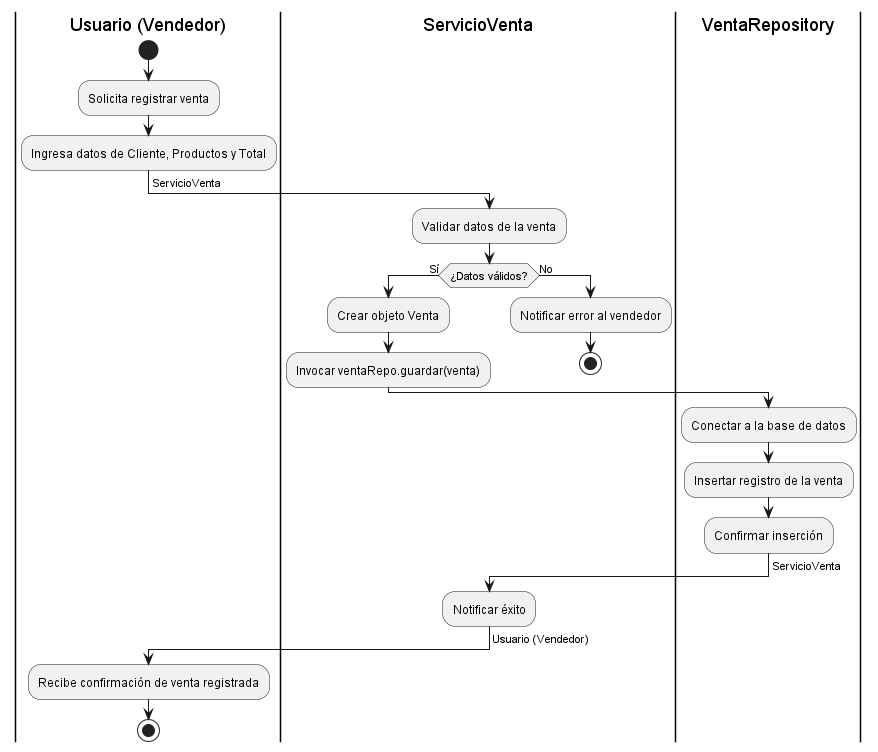 Usuario (Vendedor)
ServicioVenta
VentaRepository
Solicita registrar venta
Ingresa datos de Cliente, Productos y Total
ServicioVenta
Validar datos de la venta
Sí
¿Datos válidos?
No
Crear objeto Venta
Notificar error al vendedor
Invocar ventaRepo.guardar(venta)
Conectar a la base de datos
Insertar registro de la venta
Confirmar inserción
ServicioVenta
Notificar éxito
Usuario (Vendedor)
Recibe confirmación de venta registrada